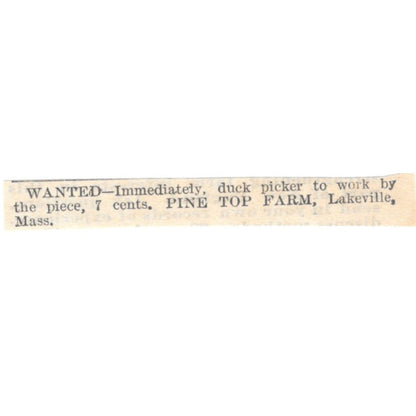 WANTED—Immediately, duck picker to work by
the piece, 7 cents. PINE TOP FARM, Lakeville,
Mass.